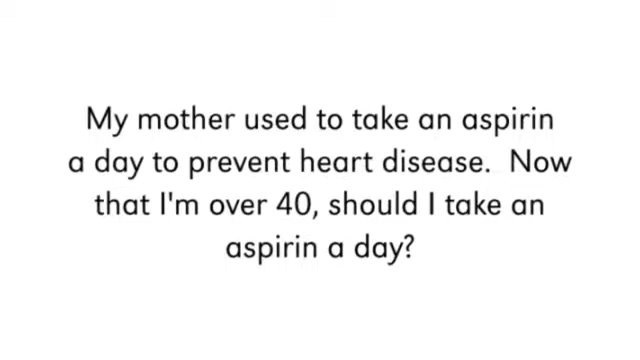 My mother used to take an aspirin
a day to prevent heart disease.  Now
that I'm over 40, should I take an
aspirin a day?